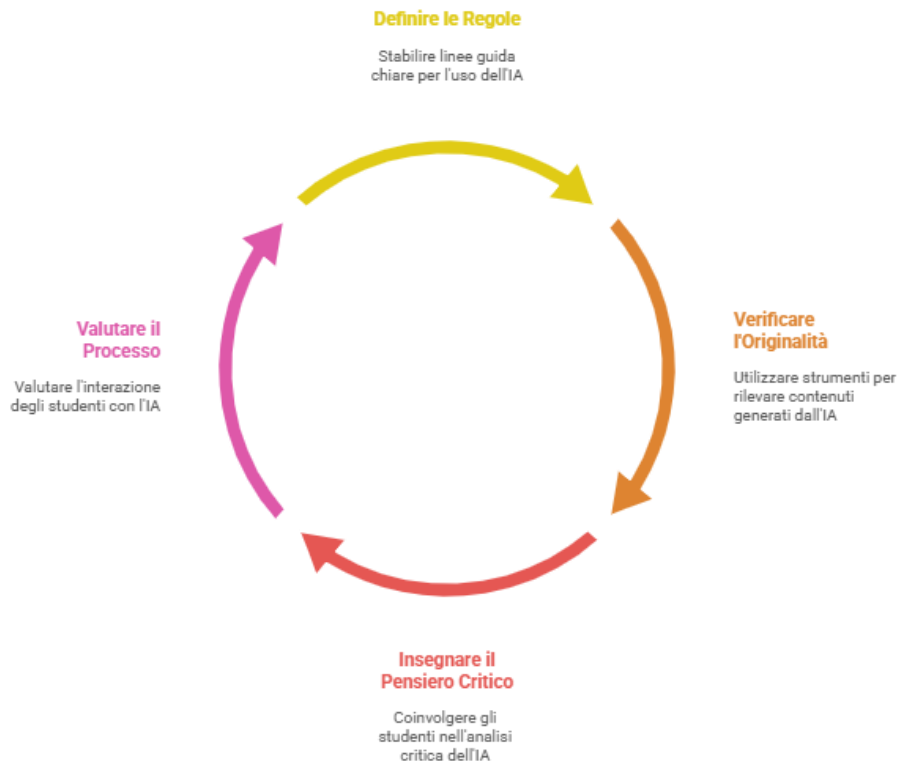 Definire le Regole
Stabilire linee guida
chiare per l'uso dell'IA
Verificare
l'Originalità
Utilizzare strumenti per
rilevare contenuti
generati dall'IA
Insegnare il
Pensiero Critico
Coinvolgere gli
studenti nell'analisi
critica dell'IA
Valutare il
Processo
Valutare l'interazione
degli studenti con l'IA